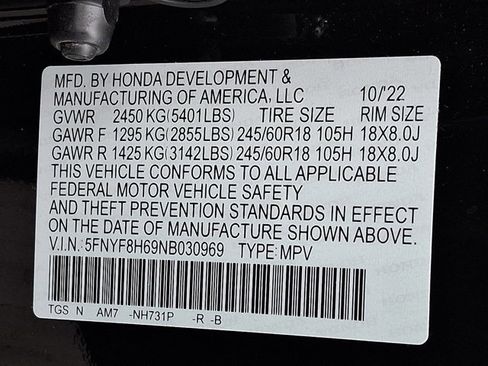 MFD. BY HONDA DEVELOPMENT &
MANUFACTURING OF AMERICA, LLC 10/'22
GVWR 2450 KG(5401LBS) TIRE SIZE RIM SIZE
GAWR F 1295 KG(2855LBS) 245/60R18 105H 18X8.0J
GAWR R 1425 KG(3142LBS) 245/60R18 105H 18X8.0J
THIS VEHICLE CONFORMS TO ALL APPLICABLE
FEDERAL MOTOR VEHICLE SAFETY
AND THEFT PREVENTION STANDARDS IN EFFECT
ON THE DATE OF MANUFACTURE SHOWN ABOVE.
V.I.N.: 5FNYF8H69NB030969 TYPE: MPV
TGS N AM7 -NH731P -R -B